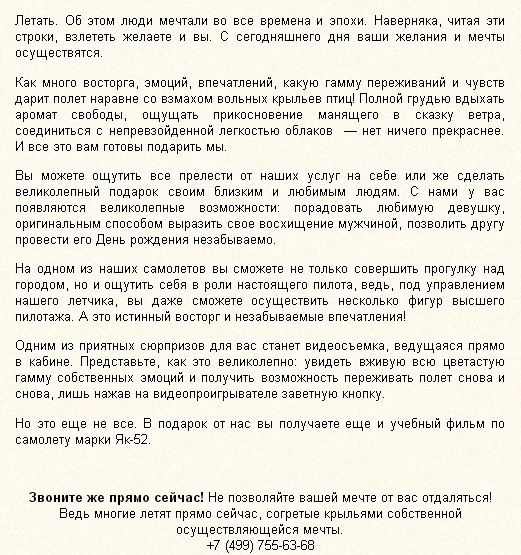 Летать. Об этом люди мечтали во все времена и эпохи. Наверняка, читая эти
строки, взлететь желаете и вы. С сегодняшнего дня ваши желания и мечты
осуществятся.
Как много восторга, эмоций, впечатлений, какую гамму переживаний и чувств
дарит полет наравне со взмахом вольных крыльев птиц! Полной грудью вдыхать
аромат свободы, ощущать прикосновение манящего в сказку ветра,
соединиться с непревзойденной легкостью облаков — нет ничего прекраснее.
И все это вам готовы подарить мы.
Вы можете ощутить все прелести от наших услуг на себе или же сделать
великолепный подарок своим близким и любимым людям. С нами у вас
появляются великолепные возможности: порадовать любимую девушку,
оригинальным способом выразить свое восхищение мужчиной, позволить другу
провести его День рождения незабываемо.
На одном из наших самолетов вы сможете не только совершить прогулку над
городом, но и ощутить себя в роли настоящего пилота, ведь, под управлением
нашего летчика, вы даже сможете осуществить несколько фигур высшего
пилотажа. А это истинный восторг и незабываемые впечатления!
Одним из приятных сюрпризов для вас станет видеосъемка, ведущаяся прямо
в кабине. Представьте, как это великолепно: увидеть вживую всю цветастую
гамму собственных эмоций и получить возможность переживать полет снова и
снова, лишь нажав на видеопроигрывателе заветную кнопку.
Но это еще не все. В подарок от нас вы получаете еще и учебный фильм по
самолету марки Як-52.
Звоните же прямо сейчас! Не позволяйте вашей мечте от вас отдаляться!
Ведь многие летят прямо сейчас, согретые крыльями собственной
осуществляющейся мечты.
+7 (499) 755-63-68